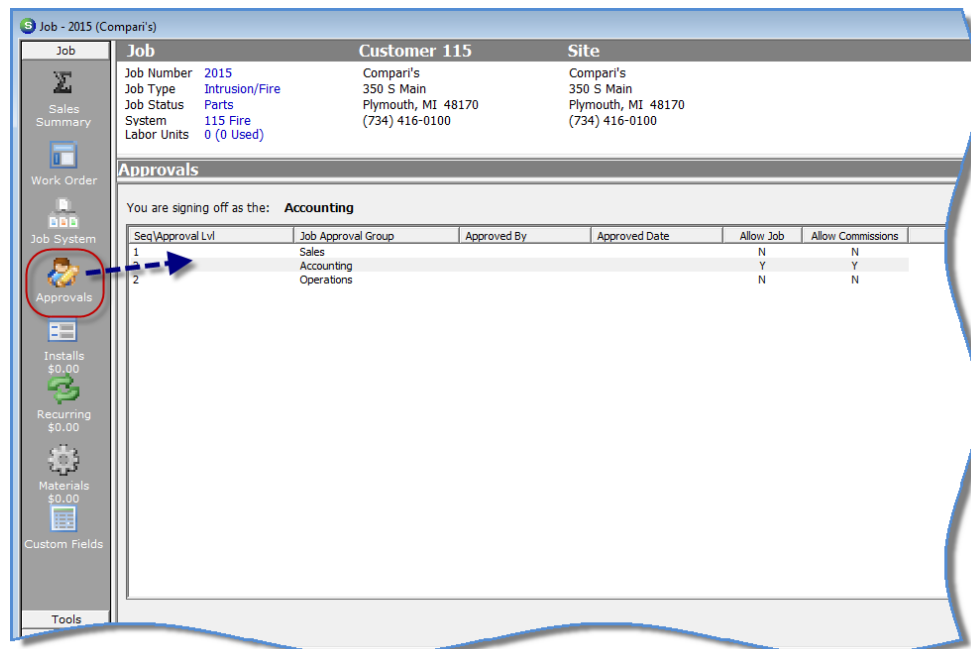 Job - 2015 (Compari's)
Job
Sales
Summary
Work Order
Job System
Approvals
Installs
$0.00
Recurring
$0.00
Materials
$0.00
Custom Fields
Tools
Job Customer 115 Site
Job Number 2015 Compari's Compari's
Job Type Intrusion/Fire 350 S Main 350 S Main
Job Status Parts Plymouth, MI 48170 Plymouth, MI 48170
System 115 Fire (734) 416-0100 (734) 416-0100
Labor Units 0 (0 Used)
Approvals
You are signing off as the: Accounting
Seq\Approval Lvl Job Approval Group Approved By Approved Date Allow Job Allow Commissions
1 Sales N N
Accounting Y Y
2 Operations N N